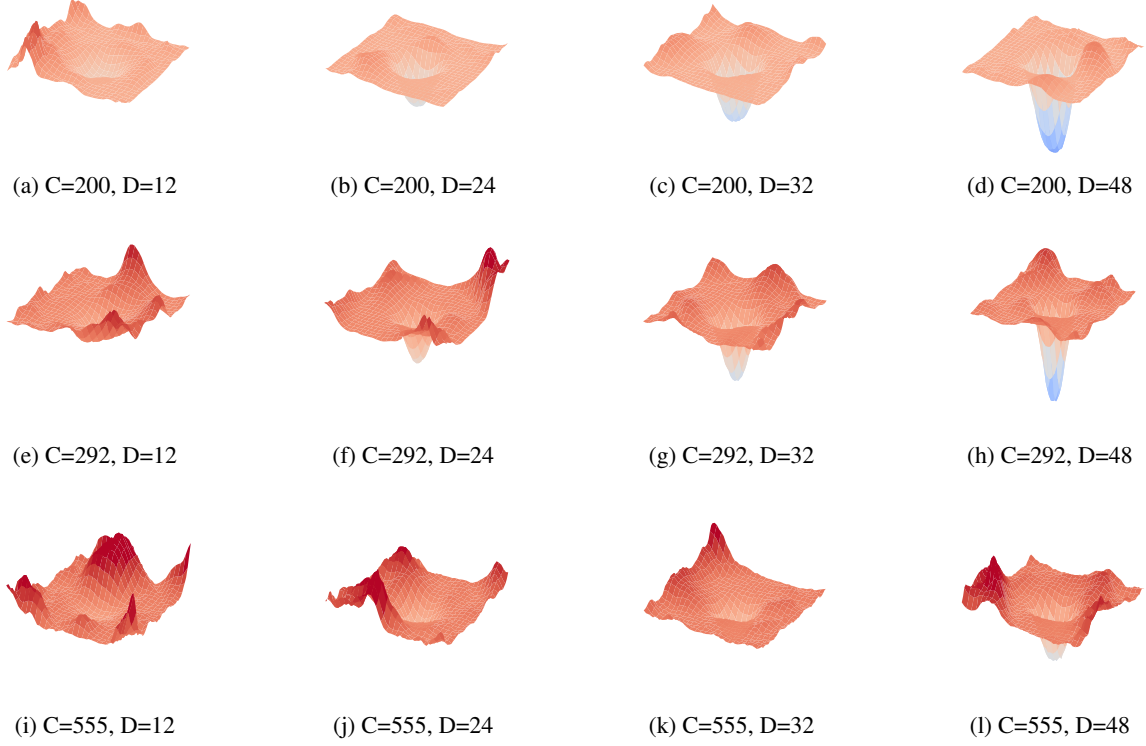 (a) C=200, D=12
(b) C=200, D=24
(c) C=200, D=32
(d) C=200, D=48
(e) C=292, D=12
(f) C=292, D=24
(g) C=292, D=32
(h) C=292, D=48
(i) C=555, D=12
(j) C=555, D=24
(k) C=555, D=32
(l) C=555, D=48